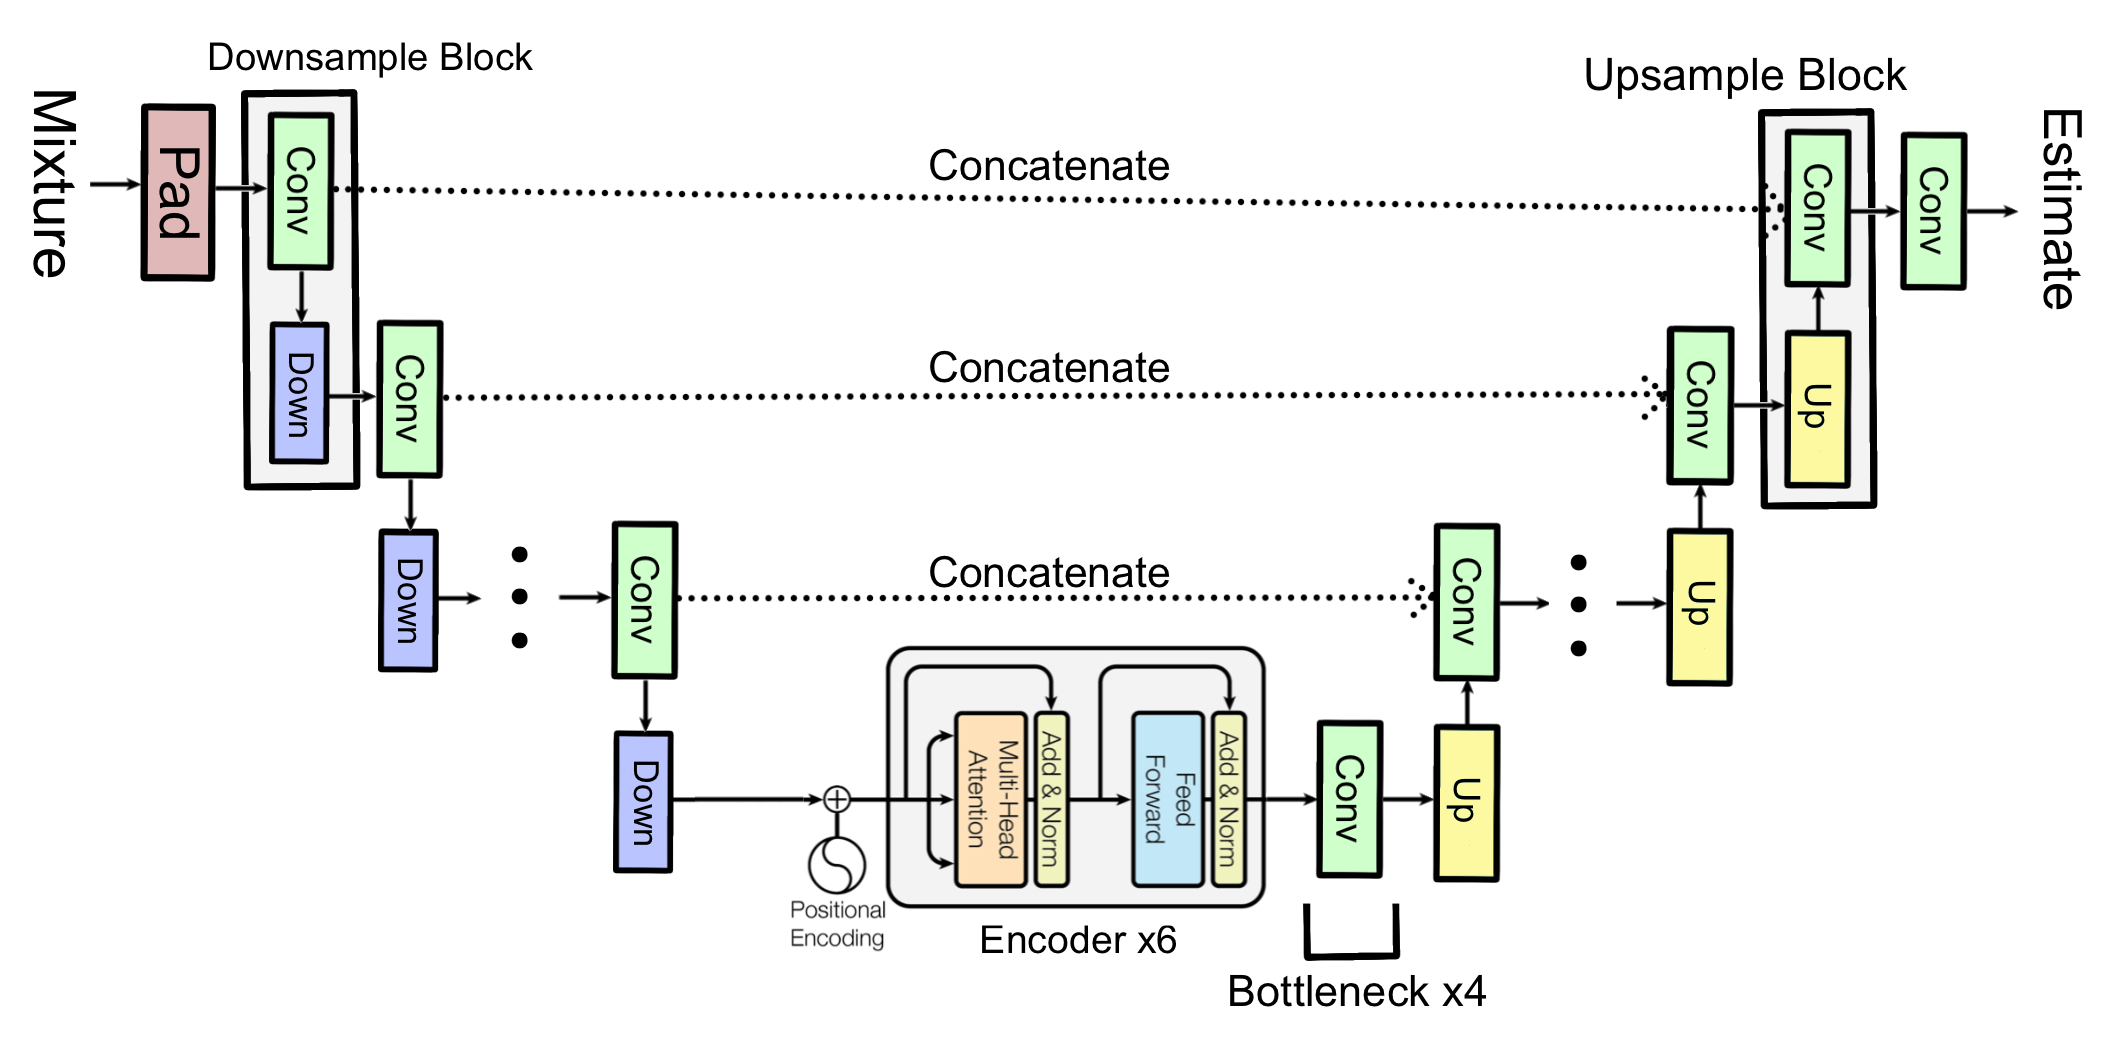 Downsample Block
Upsample Block
Mixture
Pad
Conv
Concatenate
Conv
Conv
Estimate
Down
Conv
Concatenate
Conv
Up
Down
Conv
Concatenate
Conv
Up
Down
Positional
Encoding
Multi-Head
Attention
Add & Norm
Feed
Forward
Add & Norm
Conv
Up
Encoder x6
Bottleneck x4